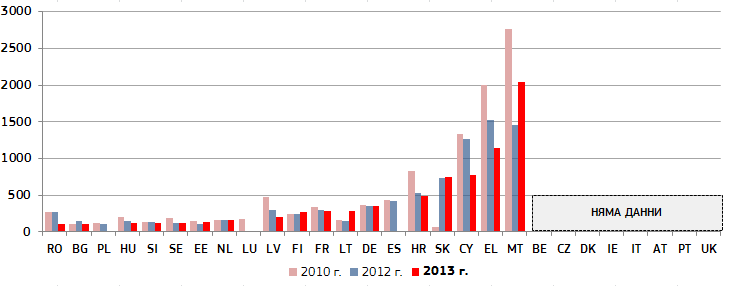 3000
2500
2000
1500
1000
500
0
НЯМА ДАННИ
RO BG PL HU SI SE EE NL LU LV FI FR LT DE ES HR SK CY EL MT BE CZ DK IE IT AT PT UK
2010 г. 2012 г. 2013 г.